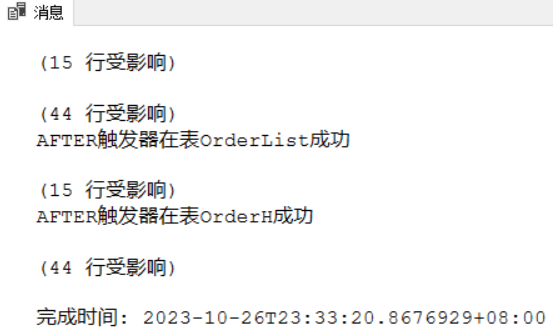 消息
(15 行受影响)
(44 行受影响)
AFTER触发器在表OrderList成功
(15 行受影响)
AFTER触发器在表OrderH成功
(44 行受影响)
完成时间: 2023-10-26T23:33:20.8676929+08:00